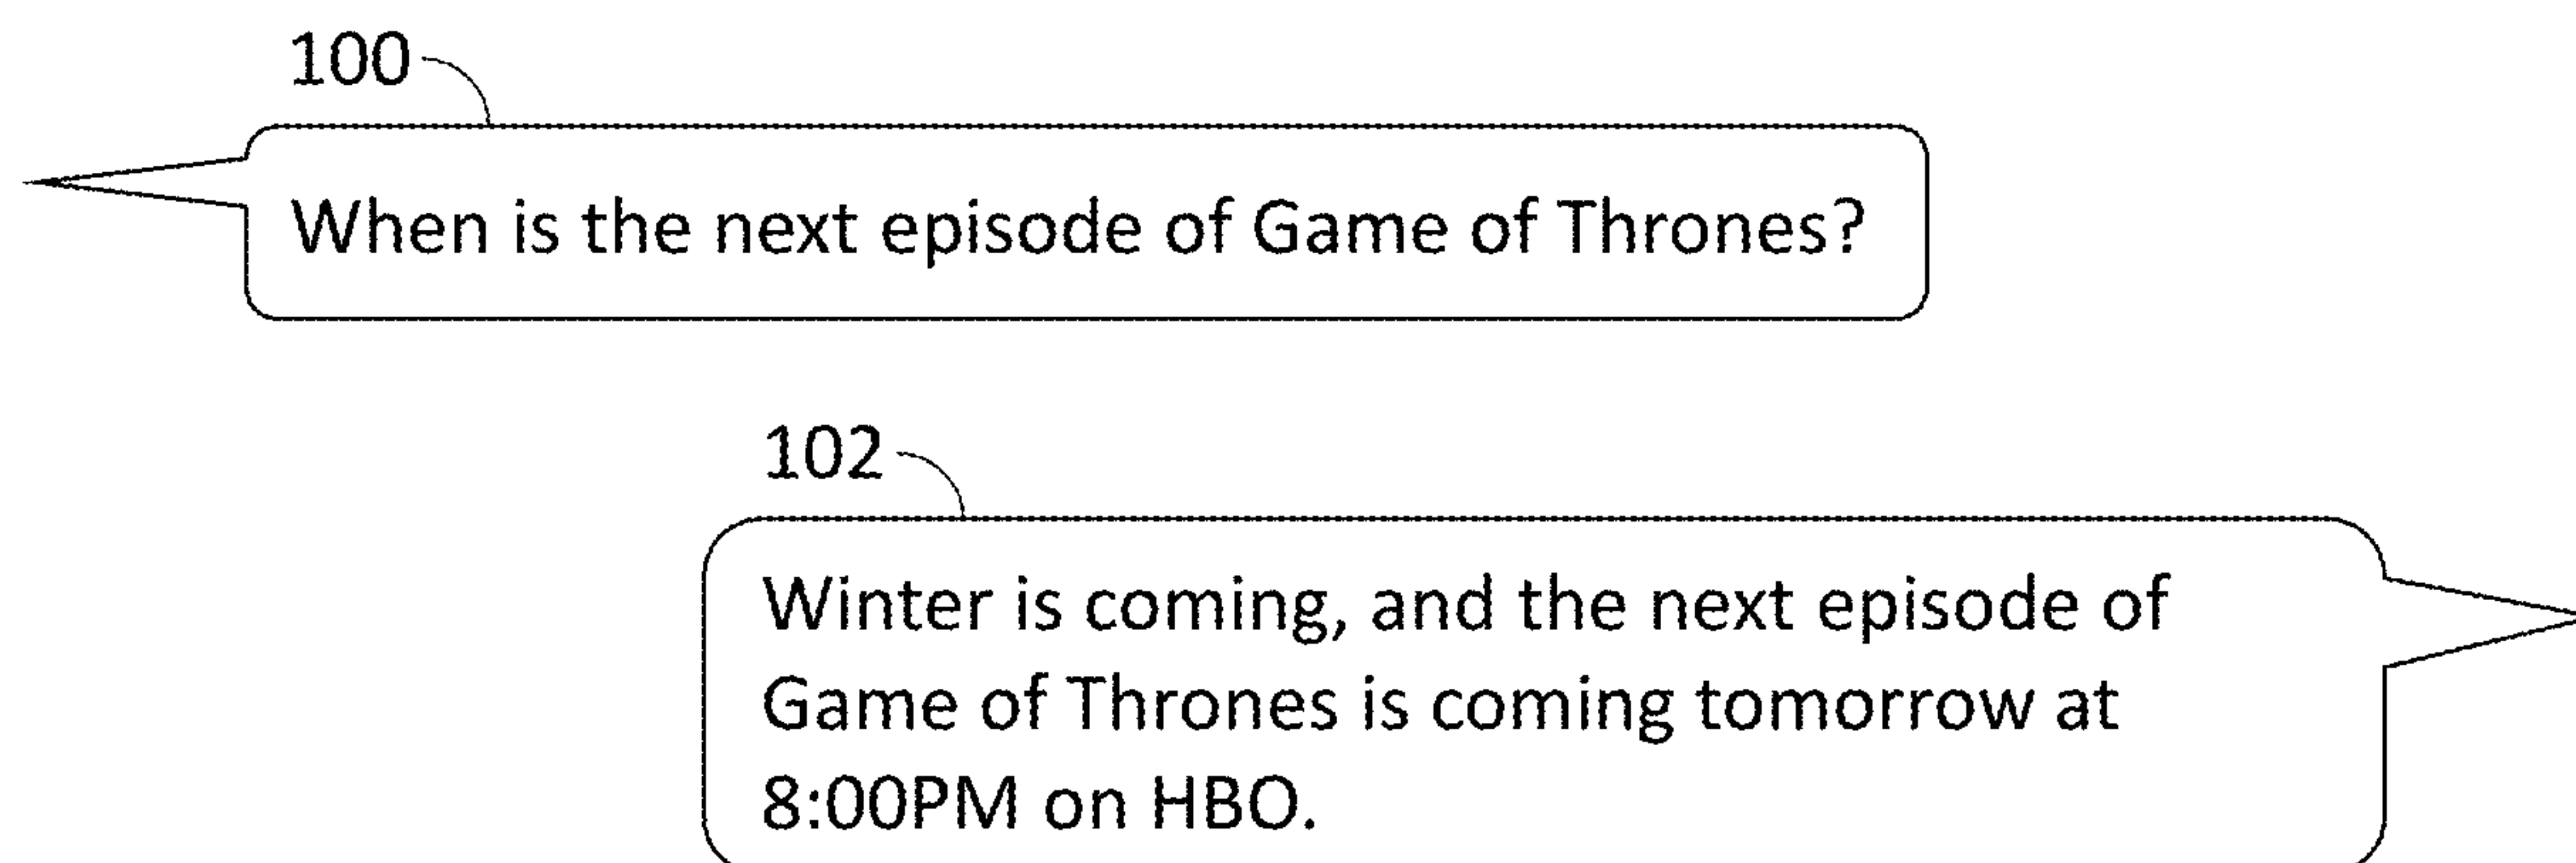 100
When is the next episode of Game of Thrones?
102
Winter is coming, and the next episode of
Game of Thrones is coming tomorrow at
8:00PM on HBO.